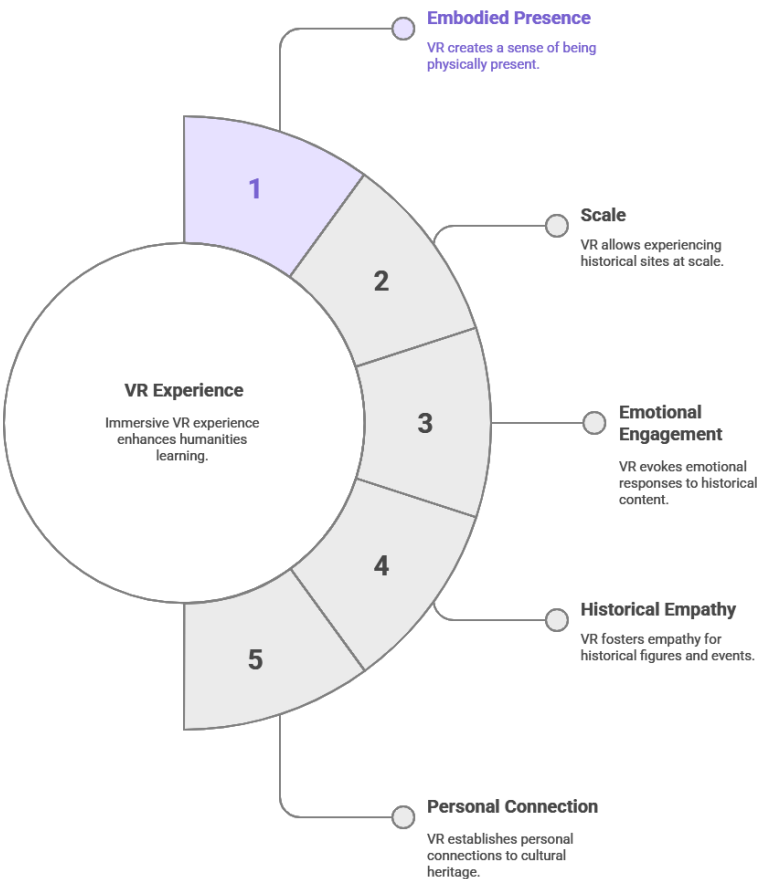 Embodied Presence
VR creates a sense of being
physically present.
1
Scale
VR allows experiencing
historical sites at scale.
2
VR Experience
Immersive VR experience
enhances humanities
learning.
3
Emotional
Engagement
VR evokes emotional
responses to historical
content.
4
Historical Empathy
VR fosters empathy for
historical figures and events.
5
Personal Connection
VR establishes personal
connections to cultural
heritage.